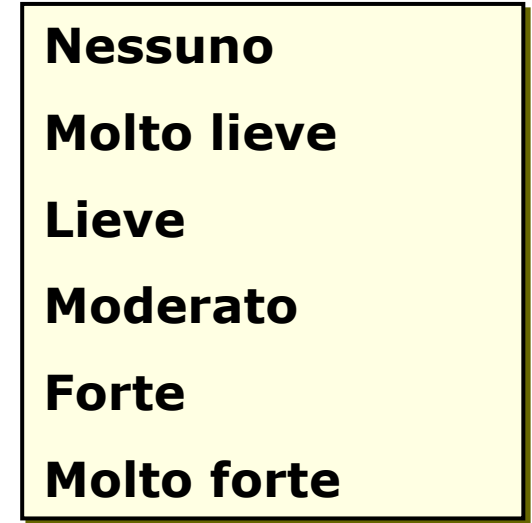 Nessuno
Molto lieve
Lieve
Moderato
Forte
Molto forte